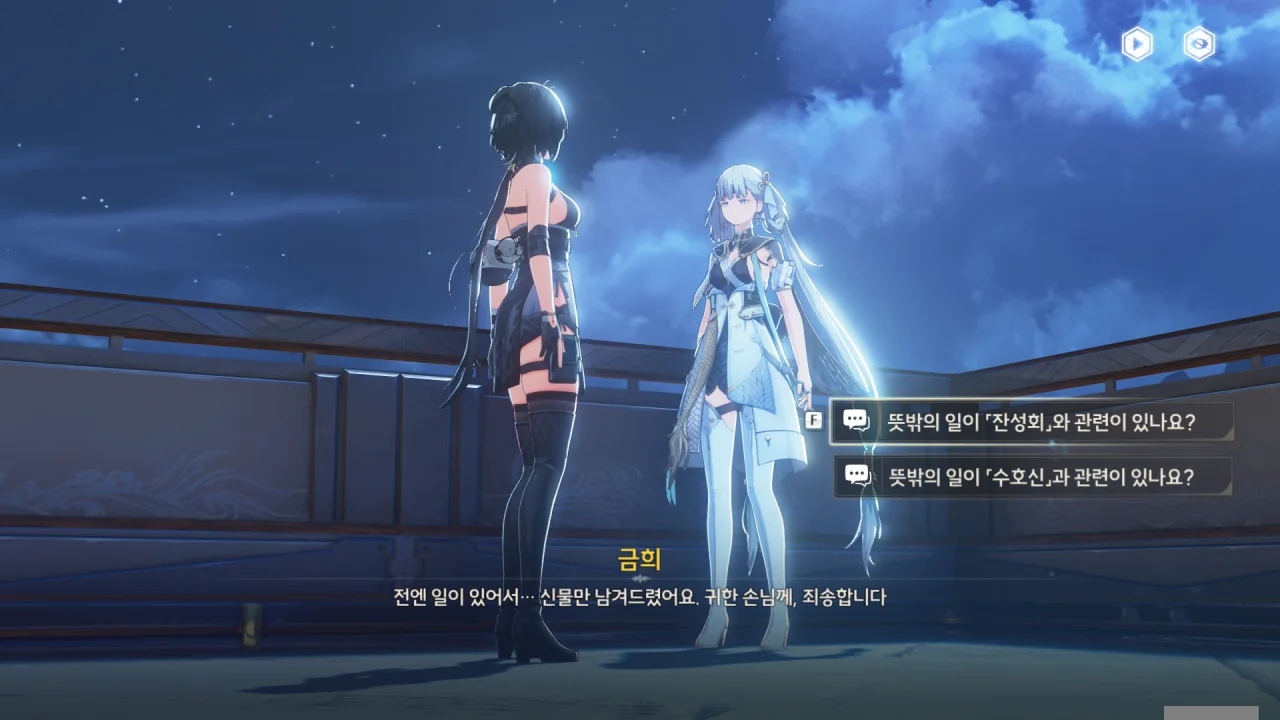 F
뜻밖의 일이 「잔성회」와 관련이 있나요?
뜻밖의 일이 「수호신」과 관련이 있나요?
금희
전엔 일이 있어서… 신물만 남겨드렸어요. 귀한 손님께, 죄송합니다